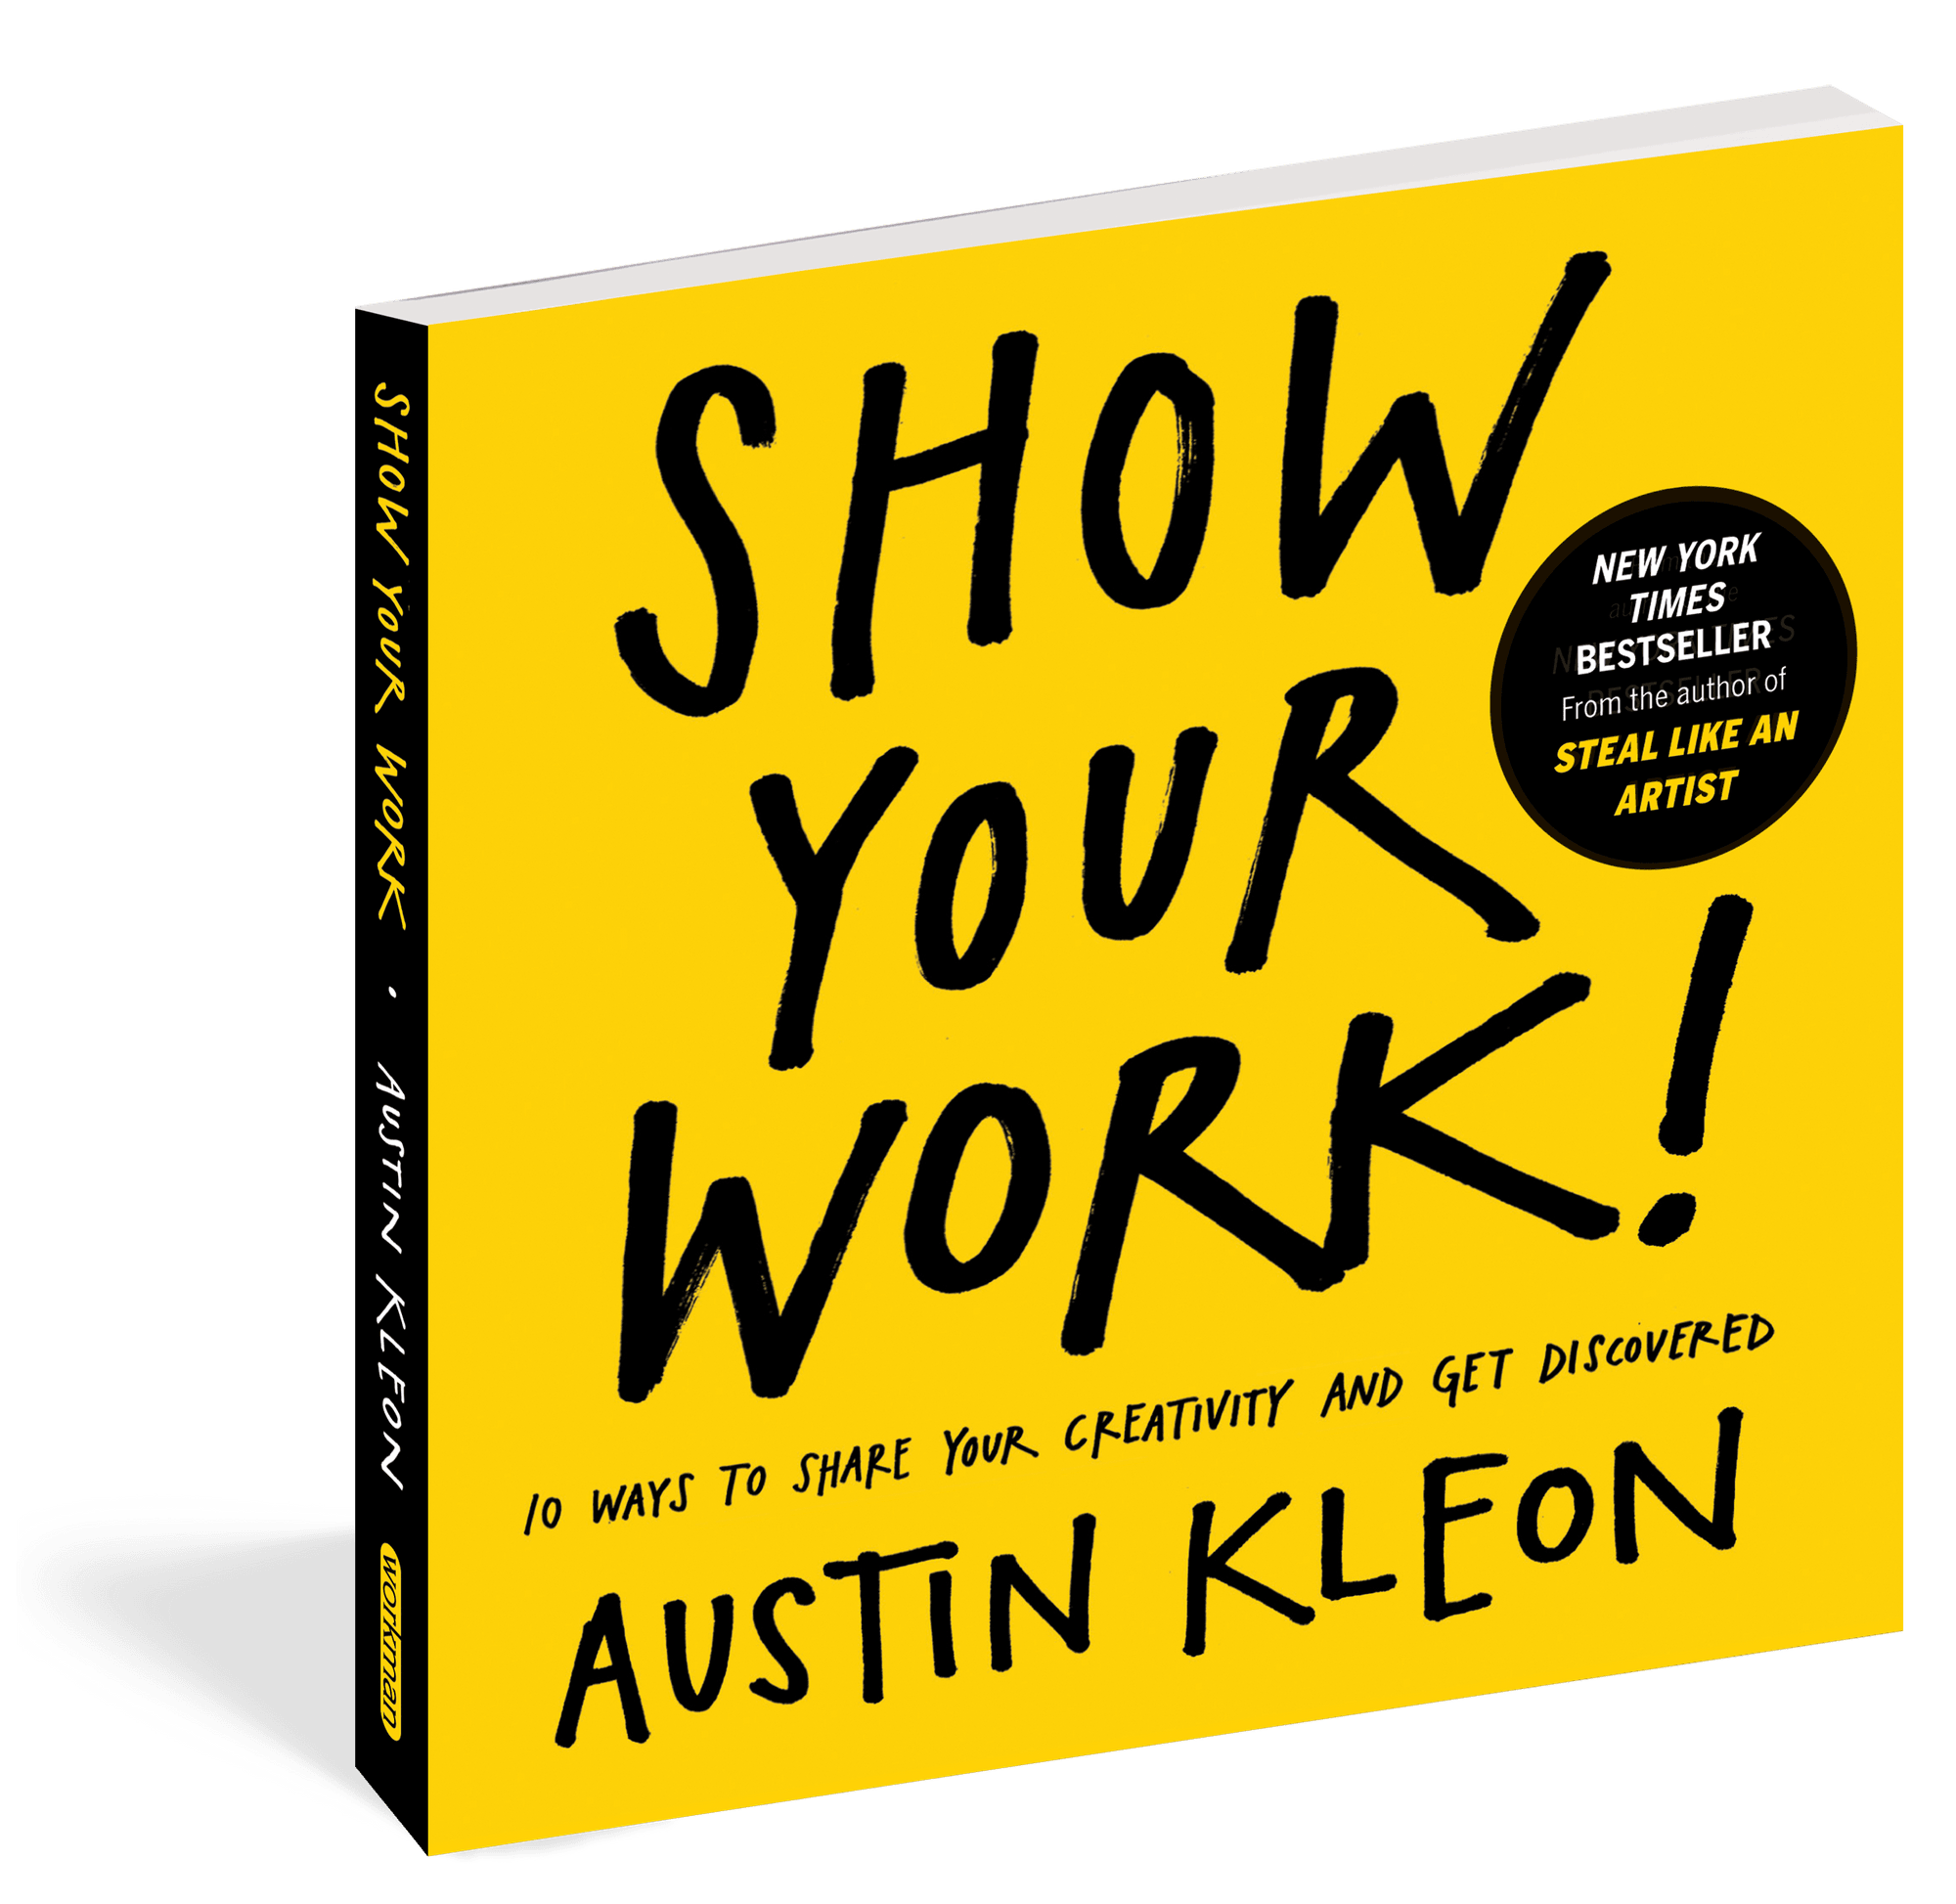 SHOW
YOUR
WORK!
NEW YORK
TIMES
BESTSELLER
From the author of
STEAL LIKE AN
ARTIST
10 WAYS TO SHARE YOUR CREATIVITY AND GET DISCOVERED
AUSTIN KLEON
SHOW YOUR WORK • AUSTIN KLEON workman